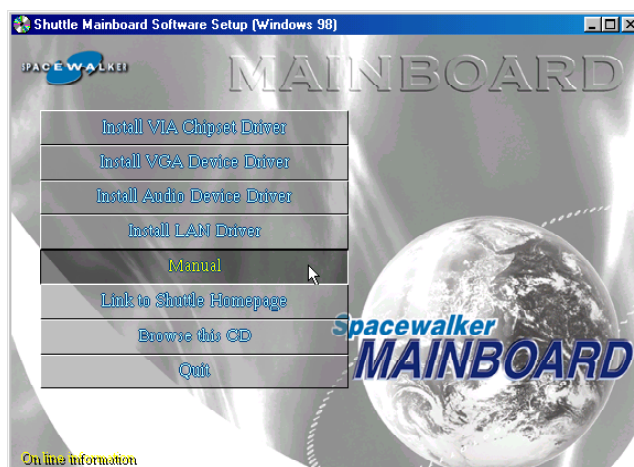 Shuttle Mainboard Software Setup (Windows 98)
SPACEWALKER
MAINBOARD
Install VIA Chipset Driver
Install VGA Device Driver
Install Audio Device Driver
Install LAN Driver
Manual
Link to Shuttle Homepage
Browse this CD
Quit
Spacewalker
MAINBOARD
On line information